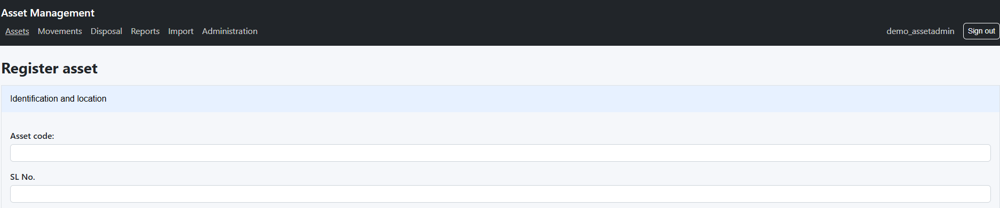 Asset Management
Assets Movements Disposal Reports Import Administration demo_assetadmin Sign out
Register asset
Identification and location
Asset code:
SL No.